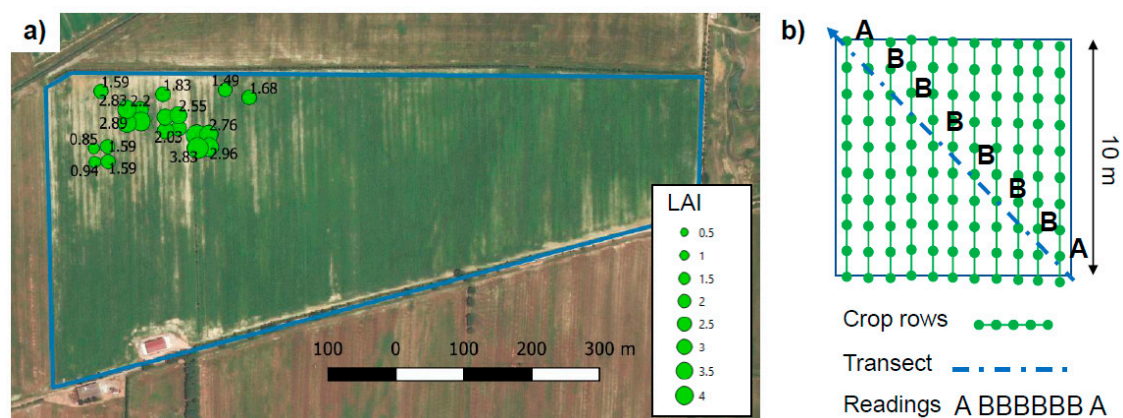 a)
1.59
1.83
1.49
1.68
2.83
2.2
2.55
2.89
2.03
2.76
0.85
1.59
3.83
2.96
0.94
1.59
LAI
0.5
1
1.5
2
2.5
3
3.5
4
100 0 100 200 300 m
b)
A
B
B
B
B
B
B
A
10 m
Crop rows
Transect
Readings A BBBBBB A